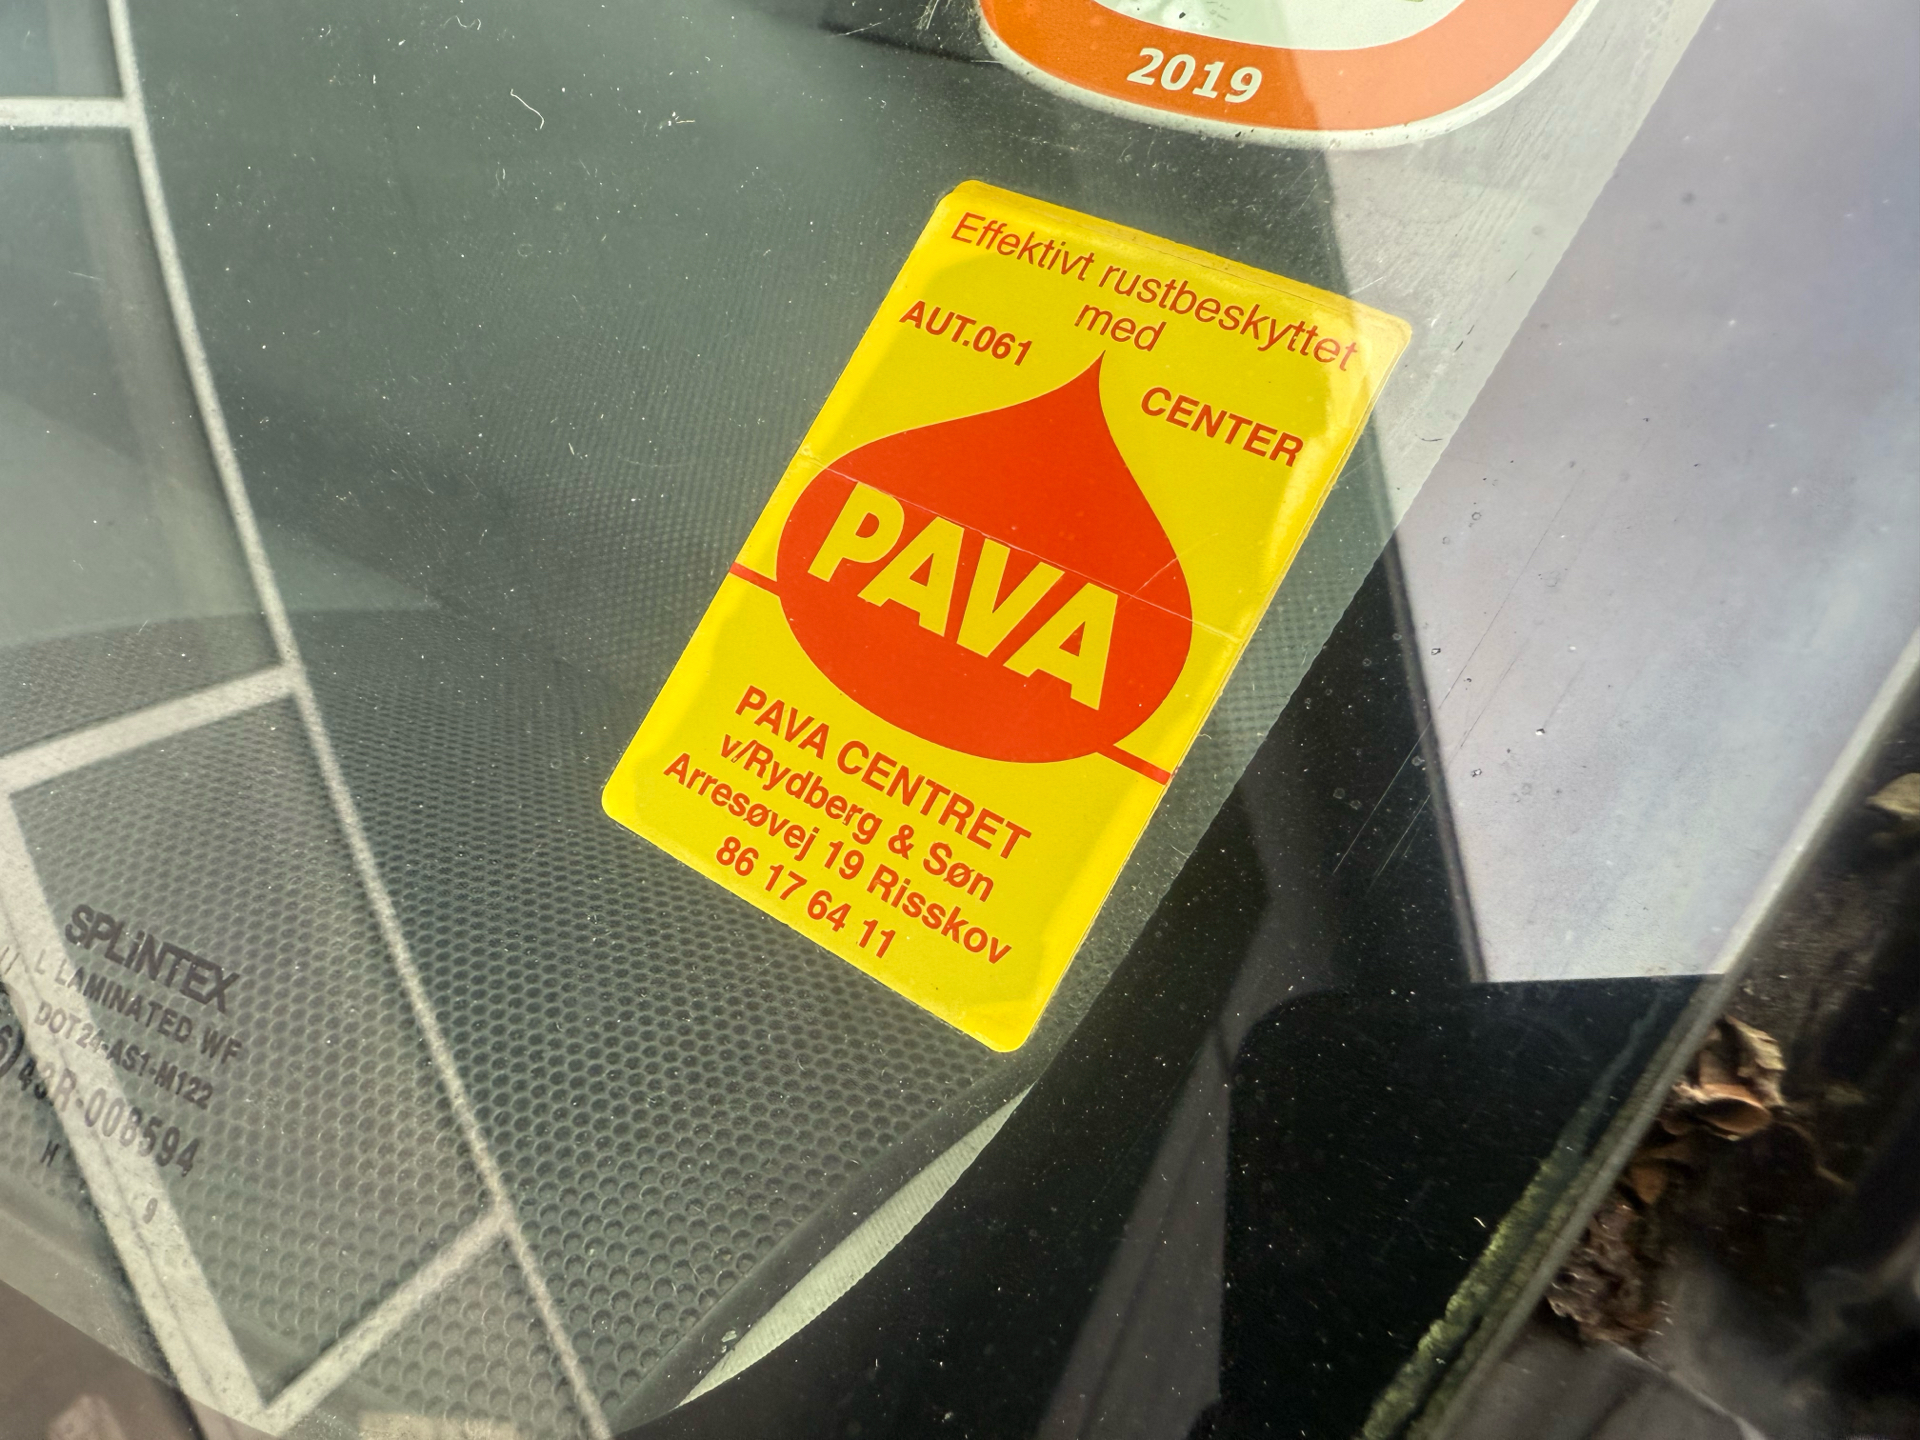 2019
Effektivt rustbeskyttet
med
AUT.061
CENTER
PAVA
PAVA CENTRET
v/Rydberg & Søn
Arresøvej 19 Risskov
86 17 64 11
SPLINTEX
LAMINATED WF
DOT24-AS1-M122
43R-008594
H